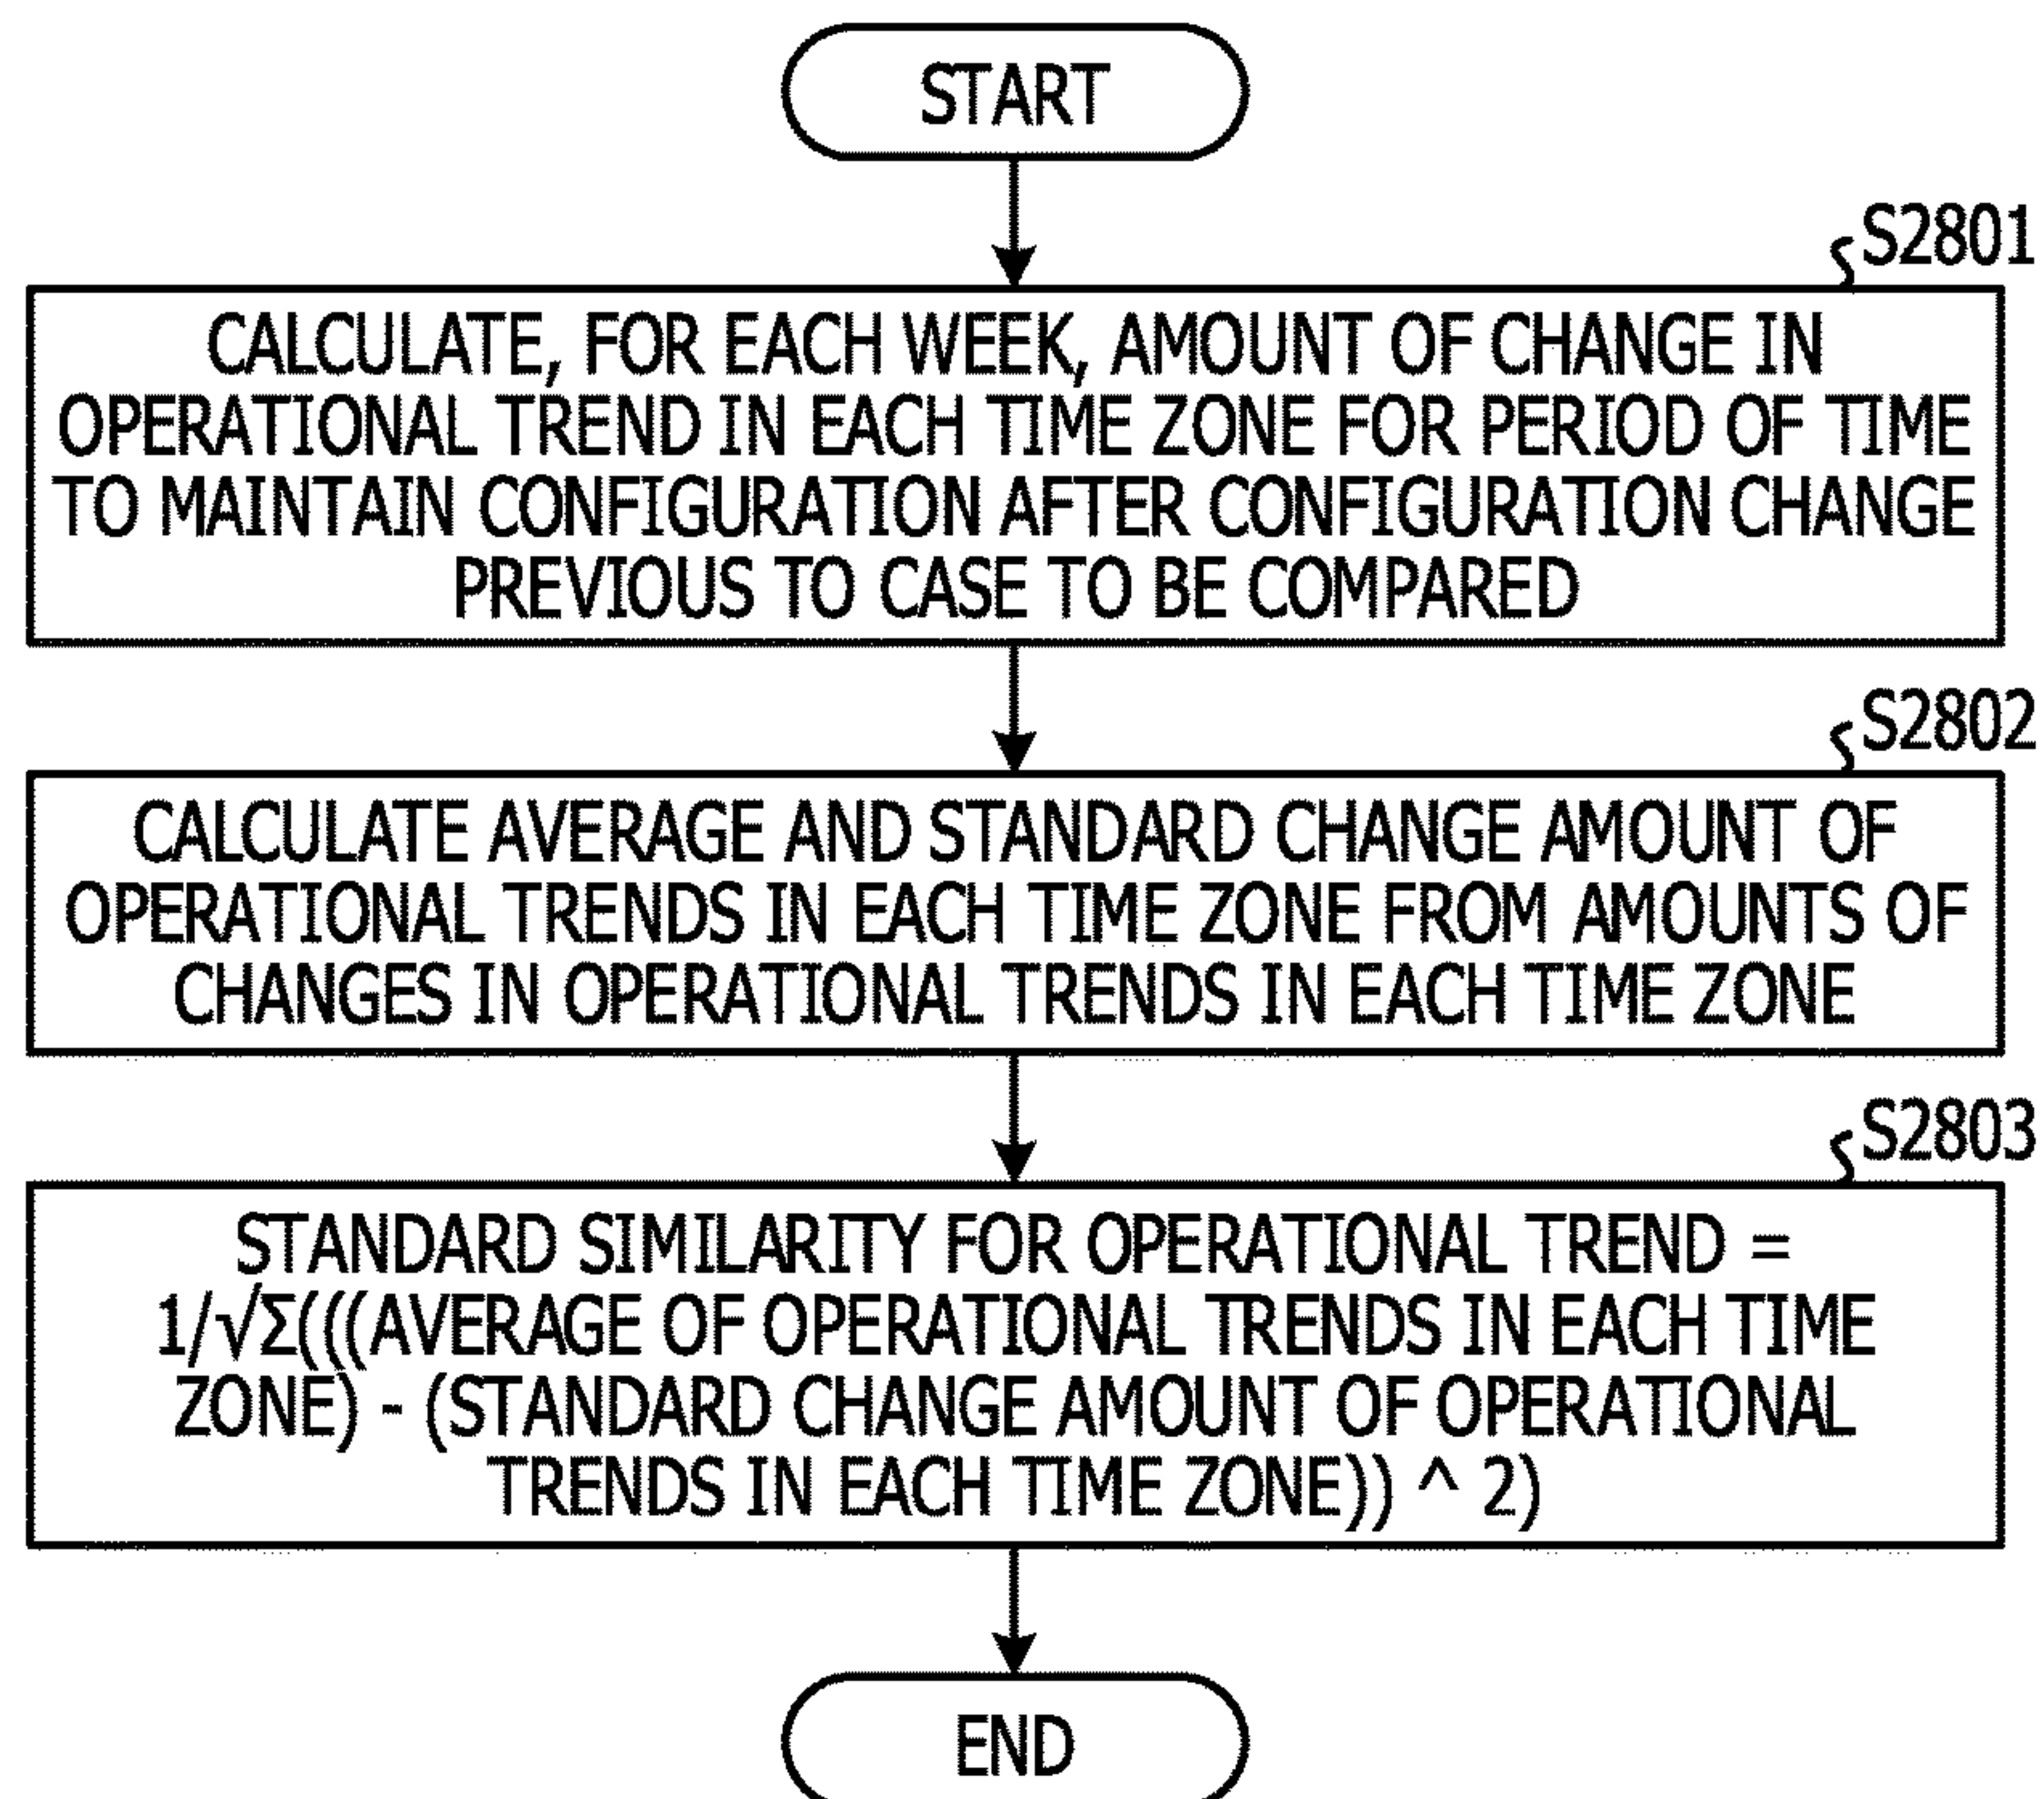 START
S2801
CALCULATE, FOR EACH WEEK, AMOUNT OF CHANGE IN
OPERATIONAL TREND IN EACH TIME ZONE FOR PERIOD OF TIME
TO MAINTAIN CONFIGURATION AFTER CONFIGURATION CHANGE
PREVIOUS TO CASE TO BE COMPARED
S2802
CALCULATE AVERAGE AND STANDARD CHANGE AMOUNT OF
OPERATIONAL TRENDS IN EACH TIME ZONE FROM AMOUNTS OF
CHANGES IN OPERATIONAL TRENDS IN EACH TIME ZONE
S2803
STANDARD SIMILARITY FOR OPERATIONAL TREND =
1/√Σ(((AVERAGE OF OPERATIONAL TRENDS IN EACH TIME
ZONE) - (STANDARD CHANGE AMOUNT OF OPERATIONAL
TRENDS IN EACH TIME ZONE)) ^ 2)
END